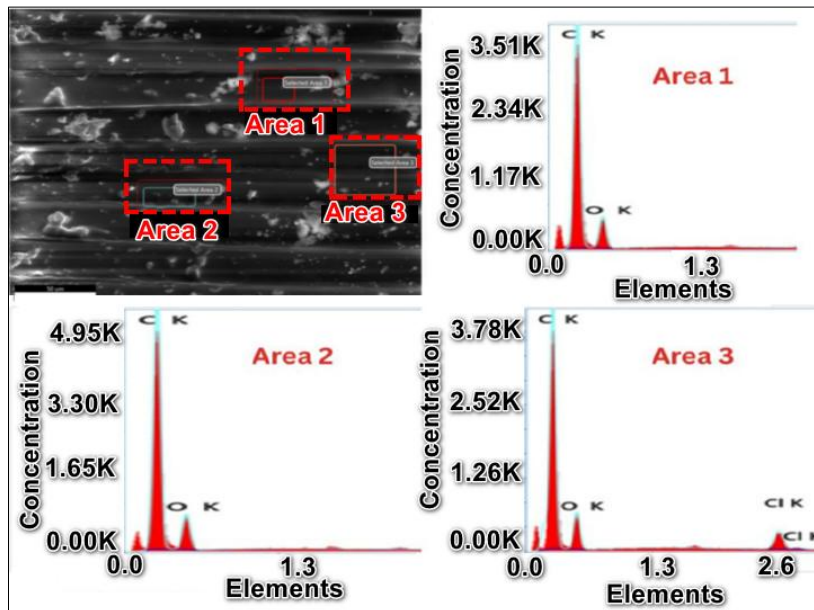 Selected Area 1
Area 1
Selected Area 2
Area 2
Selected Area 3
Area 3
50 µm
Concentration
3.51K
2.34K
1.17K
0.00K
C K
O K
Area 1
0.0
1.3
Elements
Concentration
4.95K
3.30K
1.65K
0.00K
C K
O K
Area 2
0.0
1.3
Elements
Concentration
3.78K
2.52K
1.26K
0.00K
C K
O K
Area 3
Cl K
Cl K
0.0
1.3
2.6
Elements